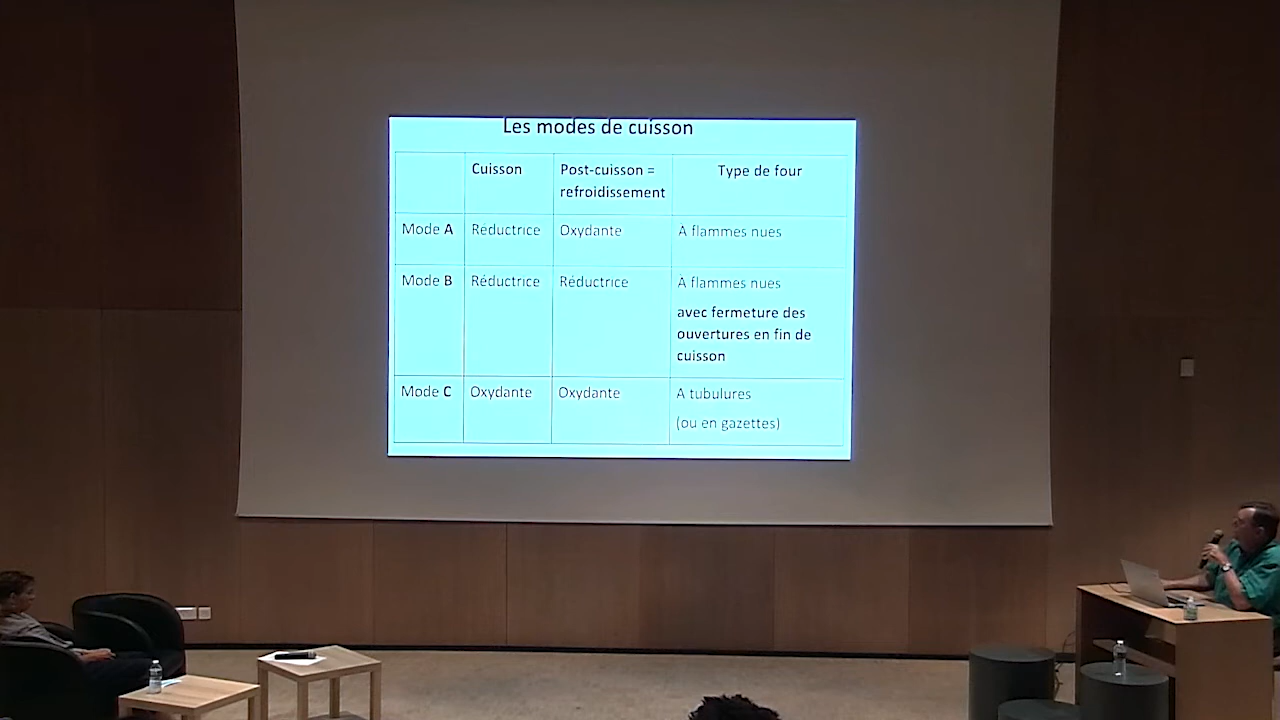 Les modes de cuisson
Cuisson
Post-cuisson =
refroidissement
Type de four
Mode A
Réductrice
Oxydante
À flammes nues
Mode B
Réductrice
Réductrice
À flammes nues
avec fermeture des
ouvertures en fin de
cuisson
Mode C
Oxydante
Oxydante
A tubulures
(ou en gazettes)